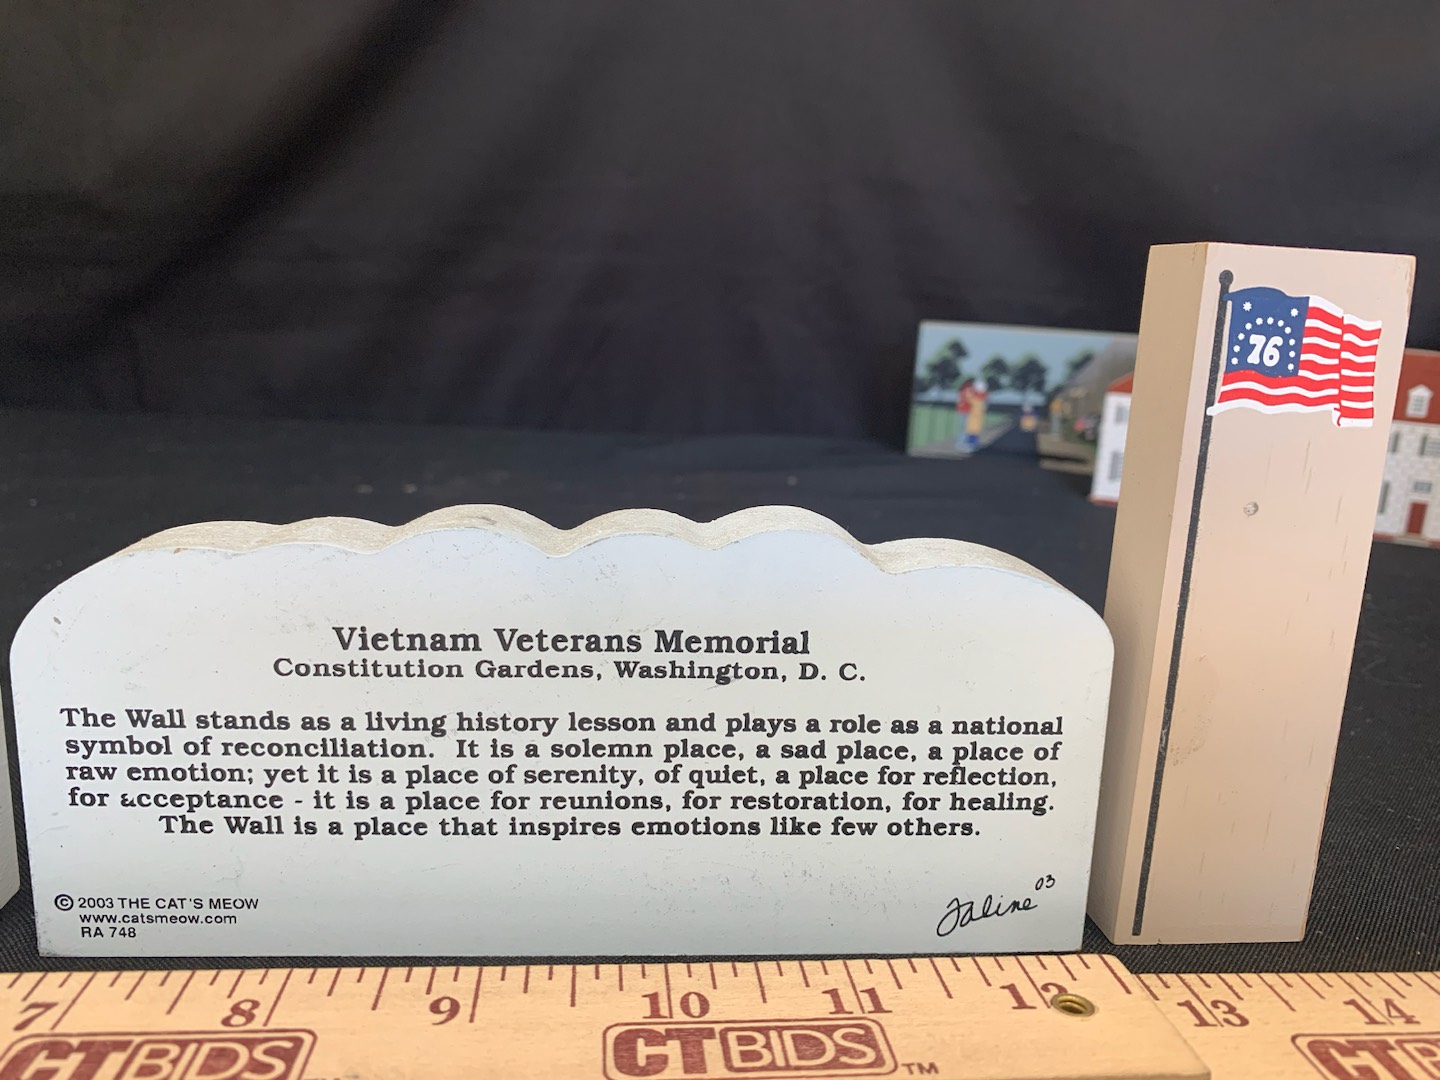 76
Vietnam Veterans Memorial
Constitution Gardens, Washington, D. C.
The Wall stands as a living history lesson and plays a role as a national
symbol of reconciliation. It is a solemn place, a sad place, a place of
raw emotion; yet it is a place of serenity, of quiet, a place for reflection,
for acceptance - it is a place for reunions, for restoration, for healing.
The Wall is a place that inspires emotions like few others.
© 2003 THE CAT'S MEOW
www.catsmeow.com
RA 748
Jaline 03
7 8 9 10 11 12 13 14
CTBIDS CTBIDS™ CTB